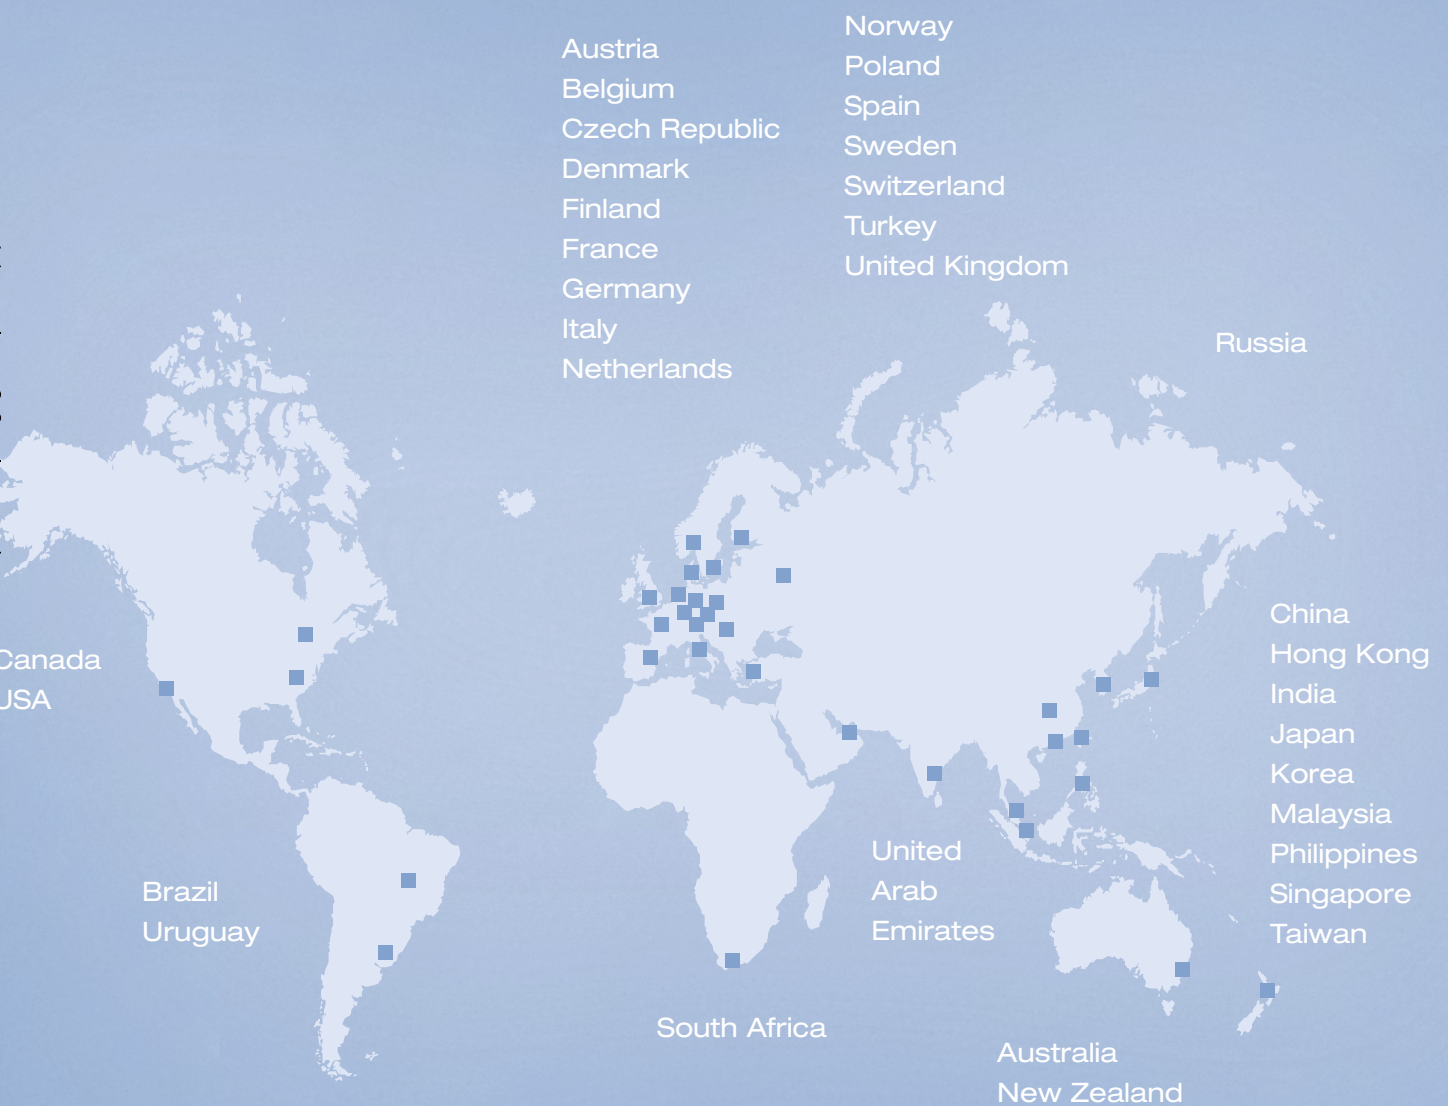 Austria
Belgium
Czech Republic
Denmark
Finland
France
Germany
Italy
Netherlands
Norway
Poland
Spain
Sweden
Switzerland
Turkey
United Kingdom
Russia
Canada
USA
China
Hong Kong
India
Japan
Korea
Malaysia
Philippines
Singapore
Taiwan
Brazil
Uruguay
United
Arab
Emirates
South Africa
Australia
New Zealand